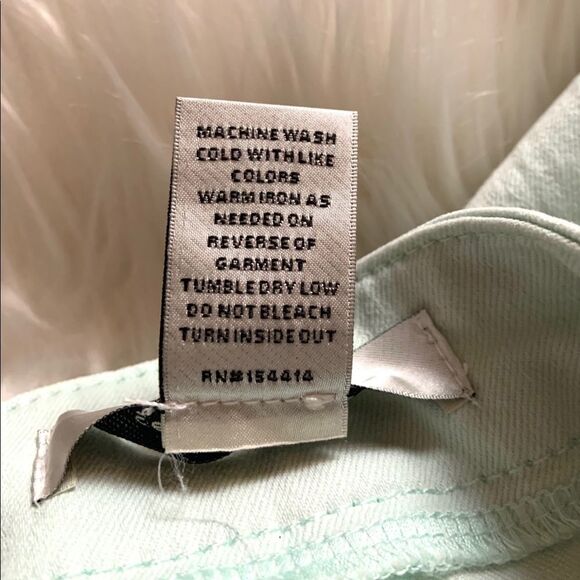 MACHINE WASH
COLD WITH LIKE
COLORS
WARM IRON AS
NEEDED ON
REVERSE OF
GARMENT
TUMBLE DRY LOW
DO NOT BLEACH
TURN INSIDE OUT
RN#154414